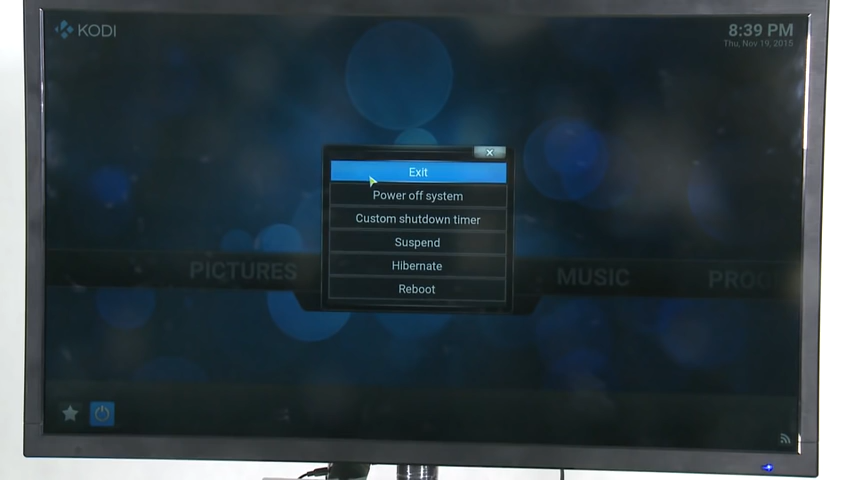 KODI
8:39 PM
Thu, Nov 19, 2015
Exit
Power off system
Custom shutdown timer
Suspend
Hibernate
Reboot
PICTURES
MUSIC
PROG